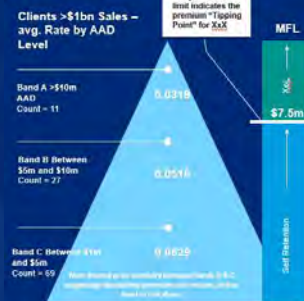 Clients >$1bn Sales –
avg. Rate by AAD
Level
limit indicates the
premium "Tipping
Point" for XxX
MFL
Band A >$10m
AAD
Count = 11
0.0319
XoL
$7.5m
Band B Between
$5m and $10m
Count = 27
0.0516
Self Retention
Band C Between $1m
and $5m
Count = 69
0.0829